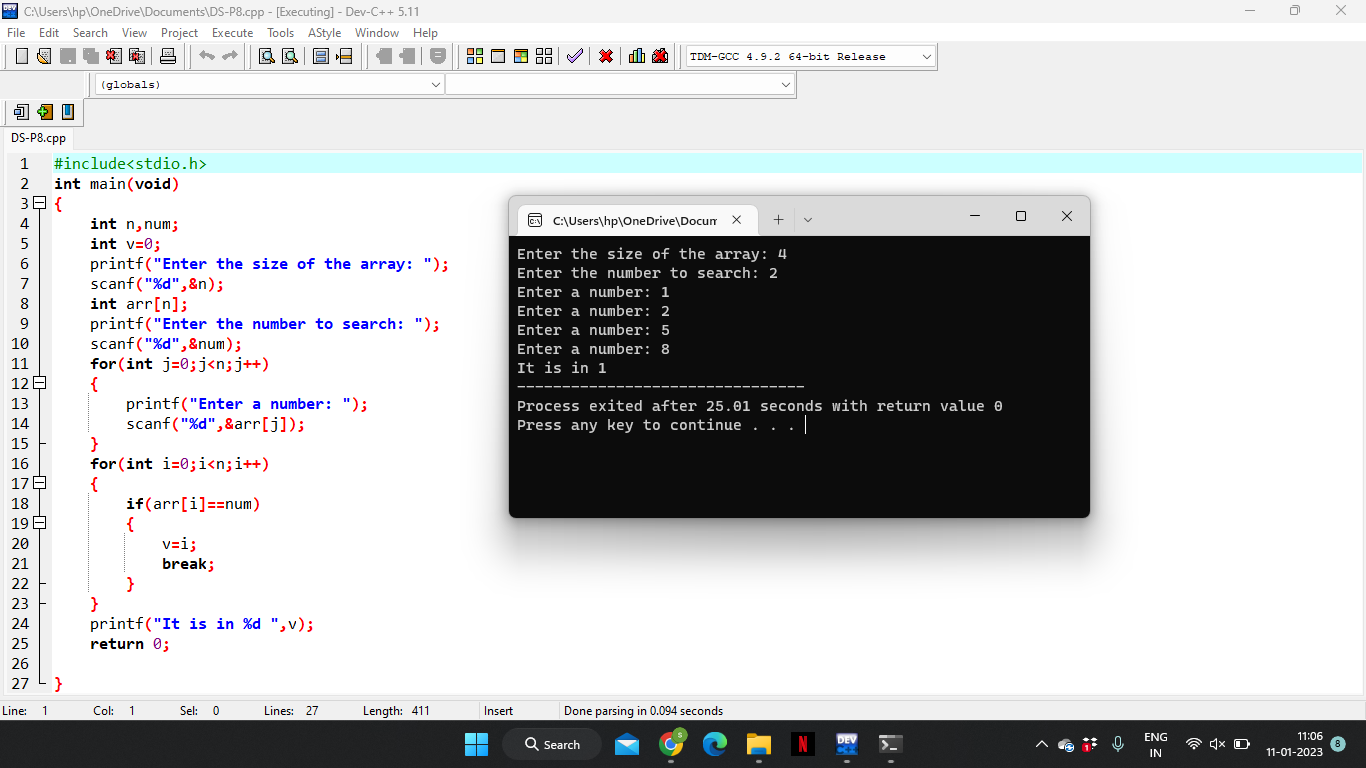 C:\Users\hp\OneDrive\Documents\DS-P8.cpp - [Executing] - Dev-C++ 5.11
File Edit Search View Project Execute Tools AStyle Window Help
TDM-GCC 4.9.2 64-bit Release
(globals)
DS-P8.cpp
1 #include<stdio.h>
2 int main(void)
3 {
4 int n,num;
5 int v=0;
6 printf("Enter the size of the array: ");
7 scanf("%d",&n);
8 int arr[n];
9 printf("Enter the number to search: ");
10 scanf("%d",&num);
11 for(int j=0;j<n;j++)
12 {
13 printf("Enter a number: ");
14 scanf("%d",&arr[j]);
15 }
16 for(int i=0;i<n;i++)
17 {
18 if(arr[i]==num)
19 {
20 v=i;
21 break;
22 }
23 }
24 printf("It is in %d ",v);
25 return 0;
26
27 }
C:\Users\hp\OneDrive\Docum
Enter the size of the array: 4
Enter the number to search: 2
Enter a number: 1
Enter a number: 2
Enter a number: 5
Enter a number: 8
It is in 1
--------------------------------
Process exited after 25.01 seconds with return value 0
Press any key to continue . . .
Line: 1 Col: 1 Sel: 0 Lines: 27 Length: 411 Insert Done parsing in 0.094 seconds
Search
S
N
DEV
1
ENG
IN
11:06
11-01-2023
8